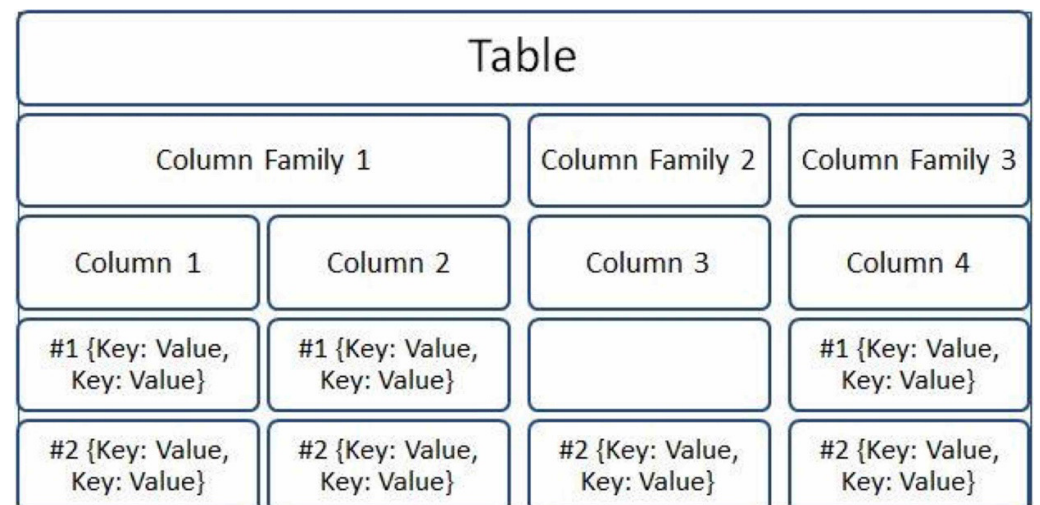 Table
Column Family 1
Column Family 2
Column Family 3
Column 1
Column 2
Column 3
Column 4
#1 {Key: Value,
Key: Value}
#1 {Key: Value,
Key: Value}
#1 {Key: Value,
Key: Value}
#2 {Key: Value,
Key: Value}
#2 {Key: Value,
Key: Value}
#2 {Key: Value,
Key: Value}
#2 {Key: Value,
Key: Value}